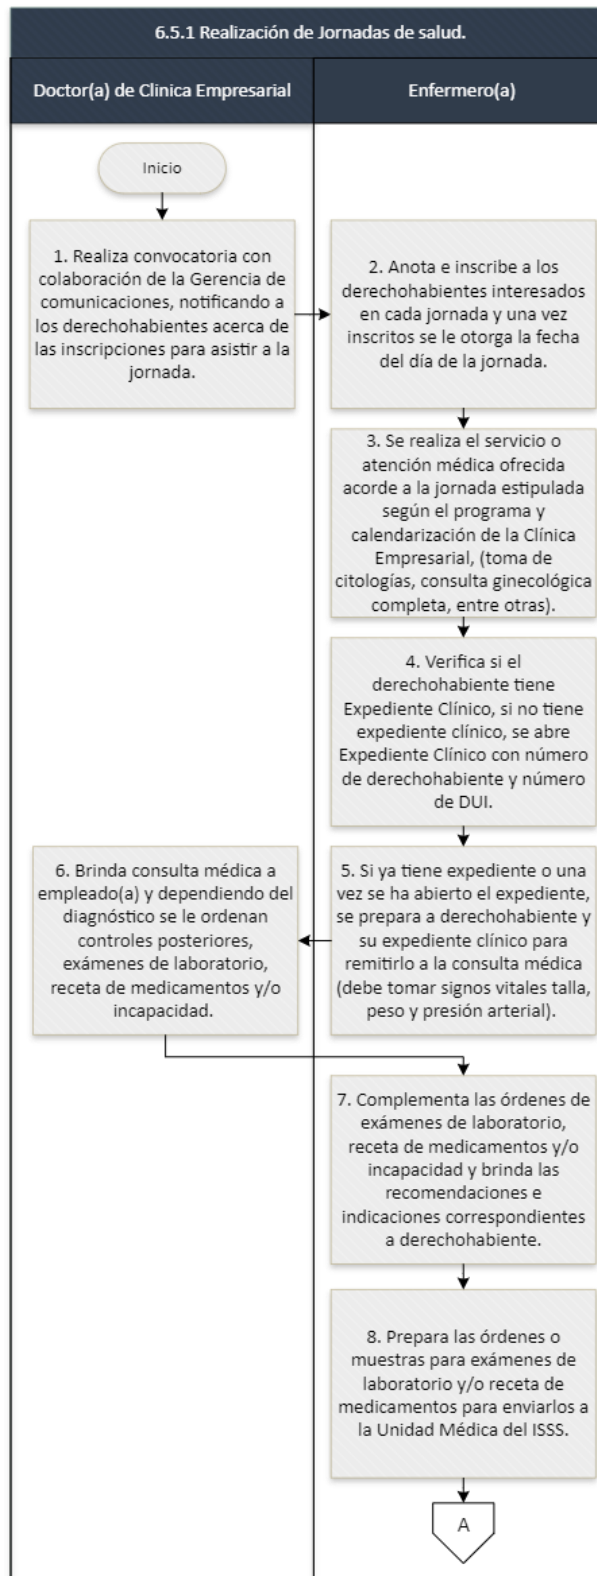 6.5.1 Realización de Jornadas de salud.
Doctor(a) de Clinica Empresarial
Enfermero(a)
Inicio
1. Realiza convocatoria con
colaboración de la Gerencia de
comunicaciones, notificando a
los derechohabientes acerca de
las inscripciones para asistir a la
jornada.
2. Anota e inscribe a los
derechohabientes interesados
en cada jornada y una vez
inscritos se le otorga la fecha
del día de la jornada.
3. Se realiza el servicio o
atención médica ofrecida
acorde a la jornada estipulada
según el programa y
calendarización de la Clínica
Empresarial, (toma de
citologías, consulta ginecológica
completa, entre otras).
4. Verifica si el
derechohabiente tiene
Expediente Clínico, si no tiene
expediente clínico, se abre
Expediente Clínico con número
de derechohabiente y número
de DUI.
5. Si ya tiene expediente o una
vez se ha abierto el expediente,
se prepara a derechohabiente y
su expediente clínico para
remitirlo a la consulta médica
(debe tomar signos vitales talla,
peso y presión arterial).
6. Brinda consulta médica a
empleado(a) y dependiendo del
diagnóstico se le ordenan
controles posteriores,
exámenes de laboratorio,
receta de medicamentos y/o
incapacidad.
7. Complementa las órdenes de
exámenes de laboratorio,
receta de medicamentos y/o
incapacidad y brinda las
recomendaciones e
indicaciones correspondientes
a derechohabiente.
8. Prepara las órdenes o
muestras para exámenes de
laboratorio y/o receta de
medicamentos para enviarlos a
la Unidad Médica del ISSS.
A